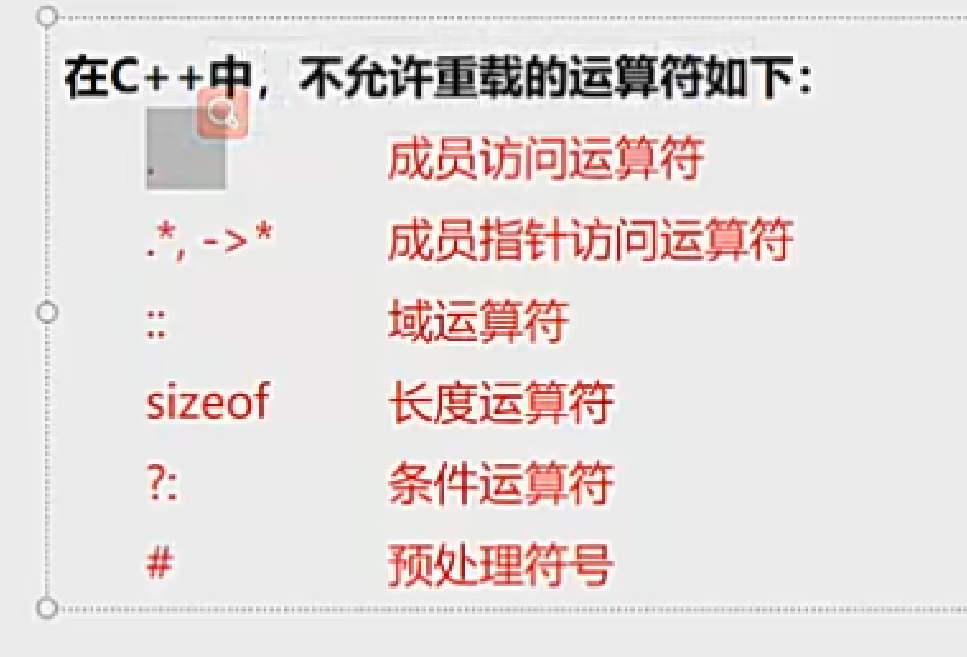 在C++中，不允许重载的运算符如下：
. 成员访问运算符
.*, ->* 成员指针访问运算符
:: 域运算符
sizeof 长度运算符
?: 条件运算符
# 预处理符号